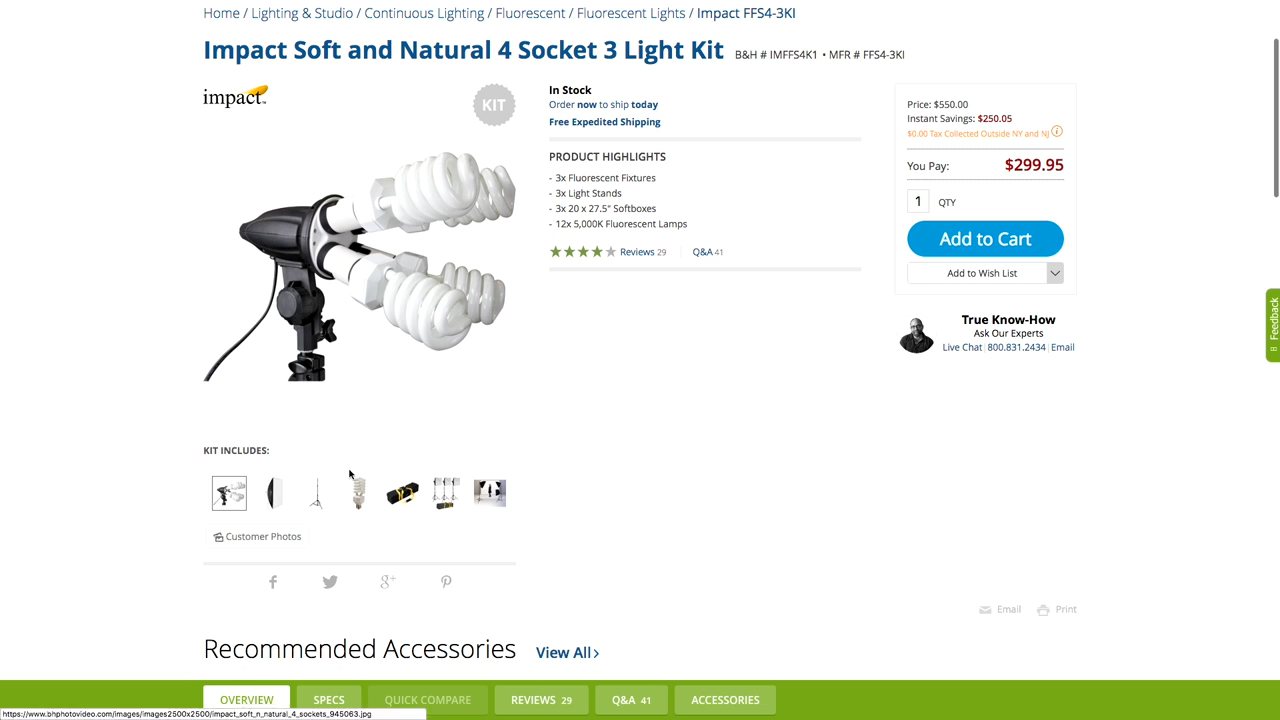 Home / Lighting & Studio / Continuous Lighting / Fluorescent / Fluorescent Lights / Impact FFS4-3KI
Impact Soft and Natural 4 Socket 3 Light Kit B&H # IMFFS4K1 • MFR # FFS4-3KI
impact
KIT
In Stock
Order now to ship today
Free Expedited Shipping
PRODUCT HIGHLIGHTS
- 3x Fluorescent Fixtures
- 3x Light Stands
- 3x 20 x 27.5" Softboxes
- 12x 5,000K Fluorescent Lamps
Reviews 29 Q&A 41
Price: $550.00
Instant Savings: $250.05
$0.00 Tax Collected Outside NY and NJ
You Pay: $299.95
1 QTY
Add to Cart
Add to Wish List
True Know-How
Ask Our Experts
Live Chat 800.831.2434 Email
Feedback
KIT INCLUDES:
Customer Photos
Email Print
Recommended Accessories View All >
OVERVIEW SPECS QUICK COMPARE REVIEWS 29 Q&A 41 ACCESSORIES
https://www.bhphotovideo.com/images/images2500x2500/impact_soft_n_natural_4_sockets_945063.jpg